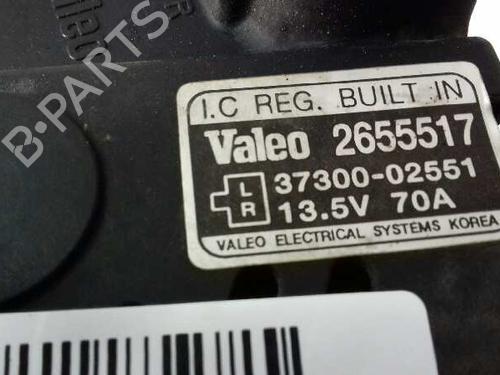 I.C REG. BUILT IN
Valeo 2655517
L
R
37300-02551
13.5V 70A
VALEO ELECTRICAL SYSTEMS KOREA
B-PARTS